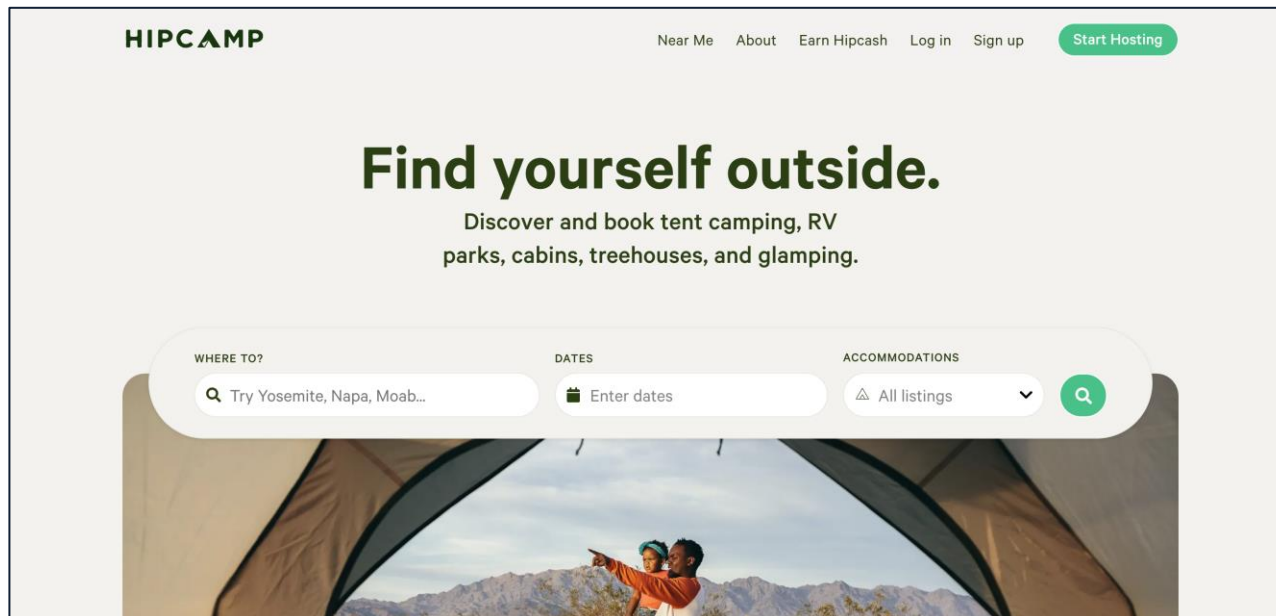 HIPCAMP
Near Me About Earn Hipcash Log in Sign up Start Hosting
Find yourself outside.
Discover and book tent camping, RV
parks, cabins, treehouses, and glamping.
WHERE TO? DATES ACCOMMODATIONS
Try Yosemite, Napa, Moab... Enter dates All listings